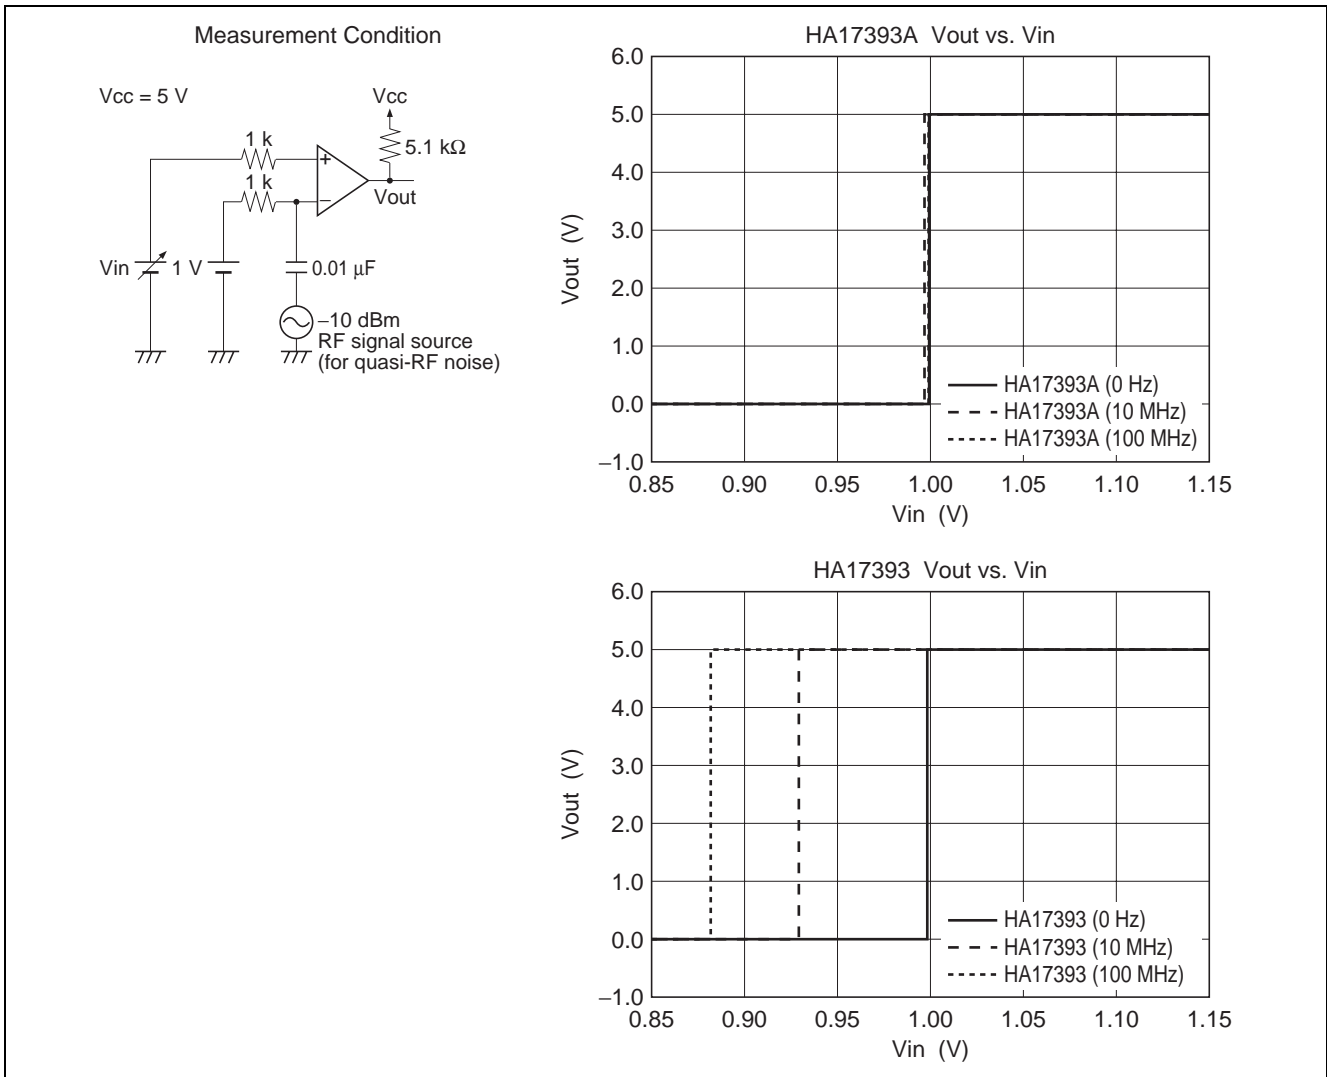 Measurement Condition
Vcc = 5 V
Vcc
5.1 kΩ
1 k
+
1 k
−
Vout
Vin
1 V
0.01 μF
−10 dBm
RF signal source
(for quasi-RF noise)
HA17393A Vout vs. Vin
6.0
5.0
4.0
3.0
2.0
1.0
0.0
−1.0
Vout (V)
HA17393A (0 Hz)
HA17393A (10 MHz)
HA17393A (100 MHz)
0.85 0.90 0.95 1.00 1.05 1.10 1.15
Vin (V)
HA17393 Vout vs. Vin
6.0
5.0
4.0
3.0
2.0
1.0
0.0
−1.0
Vout (V)
HA17393 (0 Hz)
HA17393 (10 MHz)
HA17393 (100 MHz)
0.85 0.90 0.95 1.00 1.05 1.10 1.15
Vin (V)